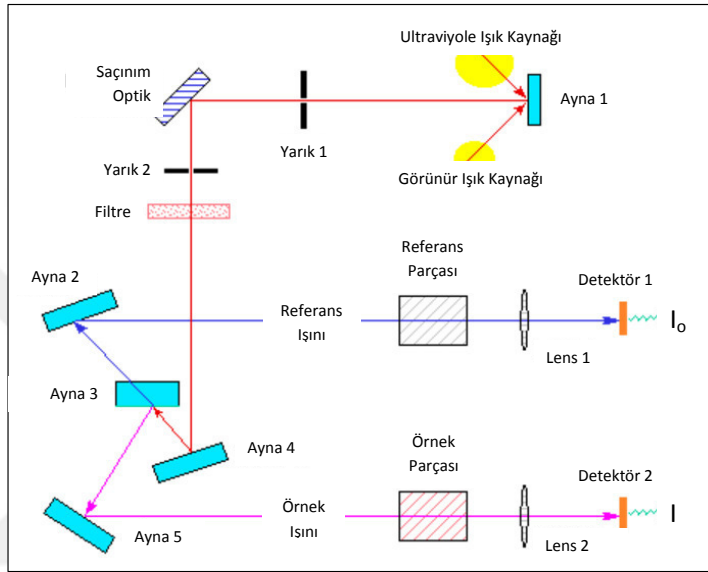 Ultraviyole Işık Kaynağı
Saçınım
Optik
Ayna 1
Yarık 1
Yarık 2
Görünür Işık Kaynağı
Filtre
Ayna 2
Referans
Işını
Referans
Parçası
Detektör 1
I₀
Lens 1
Ayna 3
Ayna 4
Örnek
Parçası
Detektör 2
Ayna 5
Örnek
Işını
I
Lens 2